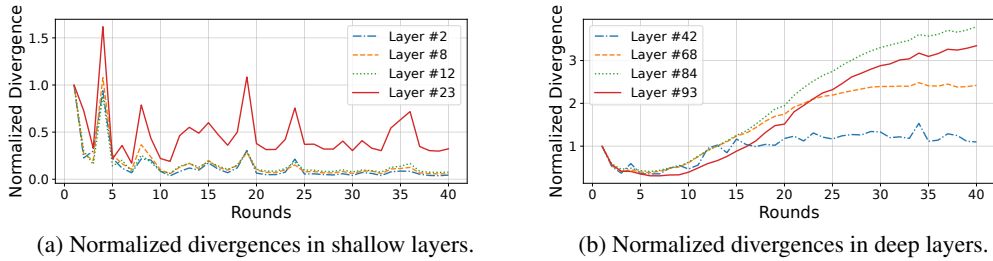 Normalized Divergence
1.5
1.0
0.5
0.0
Layer #2
Layer #8
Layer #12
Layer #23
0 5 10 15 20 25 30 35 40
Rounds
(a) Normalized divergences in shallow layers.
Normalized Divergence
3
2
1
Layer #42
Layer #68
Layer #84
Layer #93
0 5 10 15 20 25 30 35 40
Rounds
(b) Normalized divergences in deep layers.